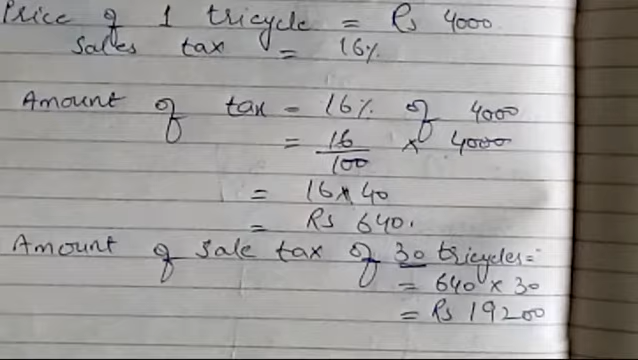 Price of 1 tricycle = Rs 4000
Sales tax = 16%
Amount of tax = 16% of 4000
= 16/100 × 4000
= 16 × 40
= Rs 640.
Amount of sale tax of 30 tricycles =
= 640 × 30
= Rs 19200